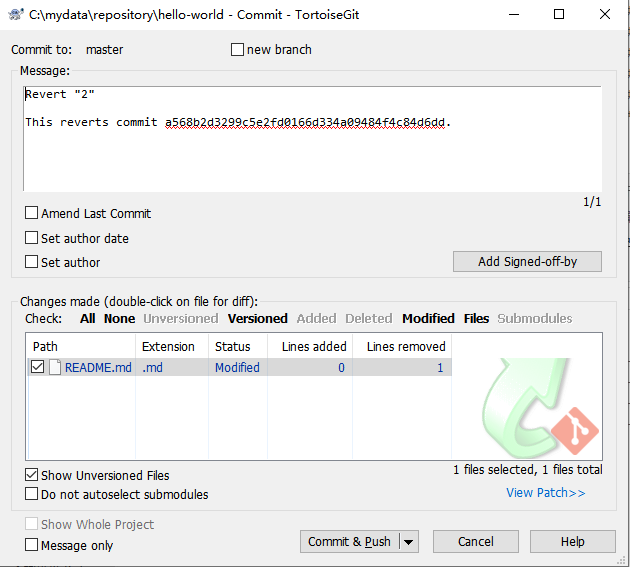 C:\mydata\repository\hello-world - Commit - TortoiseGit
Commit to: master new branch
Message:
Revert "2"
This reverts commit a568b2d3299c5e2fd0166d334a09484f4c84d6dd.
1/1
Amend Last Commit
Set author date
Set author
Add Signed-off-by
Changes made (double-click on file for diff):
Check: All None Unversioned Versioned Added Deleted Modified Files Submodules
Path Extension Status Lines added Lines removed
README.md .md Modified 0 1
Show Unversioned Files
1 files selected, 1 files total
Do not autoselect submodules
View Patch>>
Show Whole Project
Message only
Commit & Push
Cancel
Help